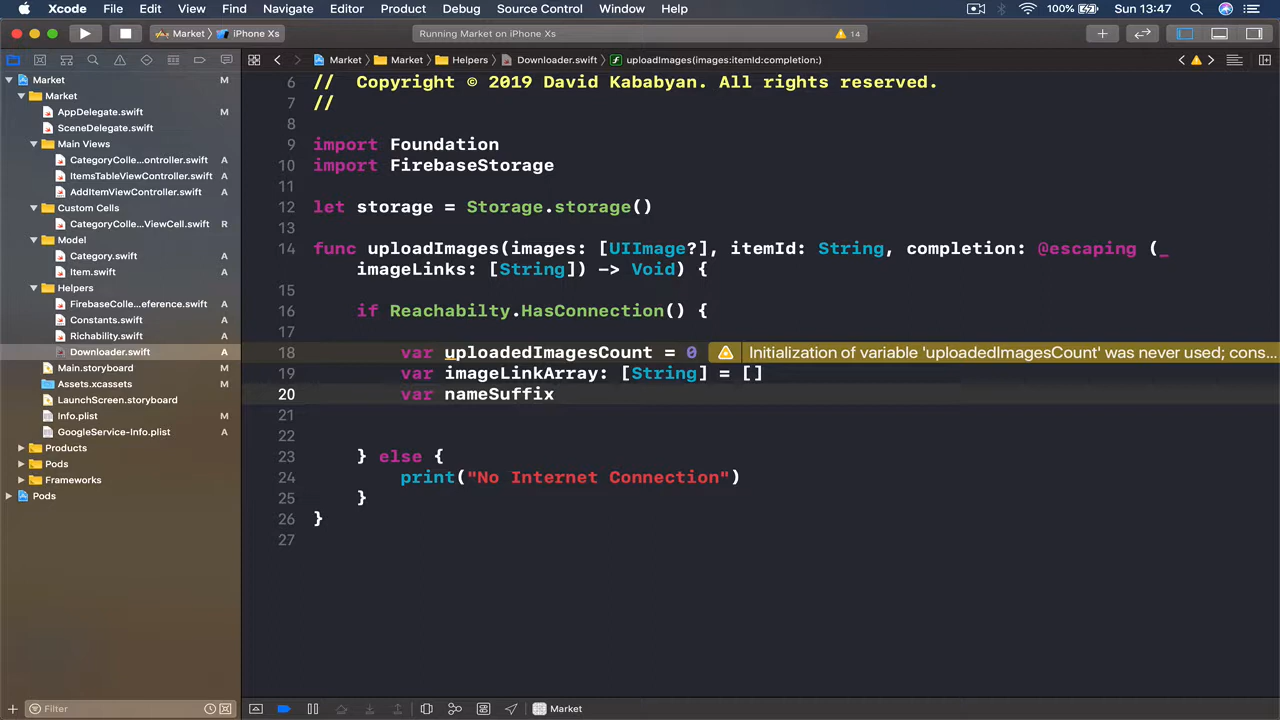 Xcode File Edit View Find Navigate Editor Product Debug Source Control Window Help 100% Sun 13:47
Market iPhone Xs Running Market on iPhone Xs 14
Market Market Helpers Downloader.swift uploadImages(images:itemId:completion:)
Market M
Market
AppDelegate.swift M
SceneDelegate.swift
Main Views
CategoryColle...ontroller.swift A
ItemsTableViewController.swift A
AddItemViewController.swift A
Custom Cells
CategoryColle...ViewCell.swift R
Model
Category.swift A
Item.swift A
Helpers
FirebaseColle...eference.swift A
Constants.swift A
Richability.swift A
Downloader.swift A
Main.storyboard
Assets.xcassets
LaunchScreen.storyboard
Info.plist M
GoogleService-Info.plist A
Products
Pods
Frameworks
Pods
Filter
6 // Copyright © 2019 David Kababyan. All rights reserved.
7 //
8
9 import Foundation
10 import FirebaseStorage
11
12 let storage = Storage.storage()
13
14 func uploadImages(images: [UIImage?], itemId: String, completion: @escaping (_
imageLinks: [String]) -> Void) {
15
16 if Reachabilty.HasConnection() {
17
18 var uploadedImagesCount = 0 Initialization of variable 'uploadedImagesCount' was never used; cons...
19 var imageLinkArray: [String] = []
20 var nameSuffix
21
22
23 } else {
24 print("No Internet Connection")
25 }
26 }
27
Market